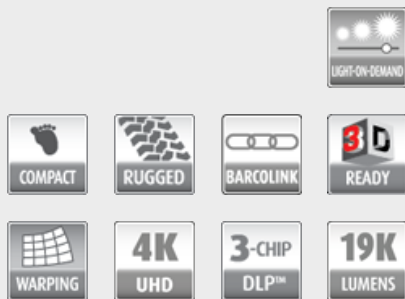 LIGHT-ON-DEMAND
COMPACT
RUGGED
BARCOLINK
3D
READY
WARPING
4K
UHD
3-CHIP
DLP™
19K
LUMENS